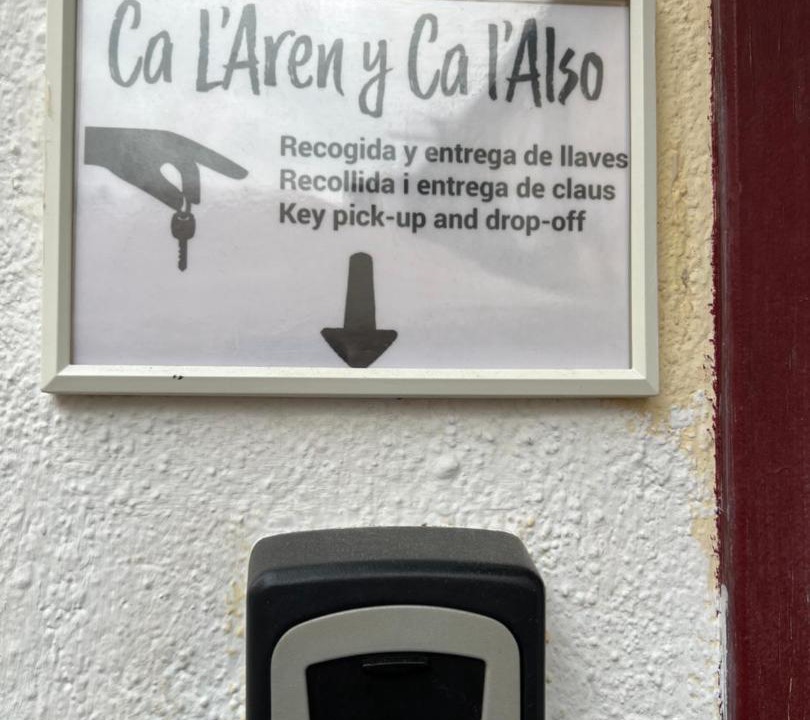 Ca L'Aren y Ca l'Also
Recogida y entrega de llaves
Recollida i entrega de claus
Key pick-up and drop-off